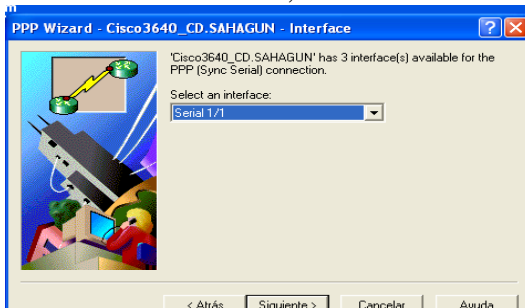 PPP Wizard - Cisco3640_CD.SAHAGUN - Interface
'Cisco3640_CD.SAHAGUN' has 3 interface(s) available for the
PPP (Sync Serial) connection.
Select an interface:
Serial 1/1
< Atrás Siguiente > Cancelar Ayuda